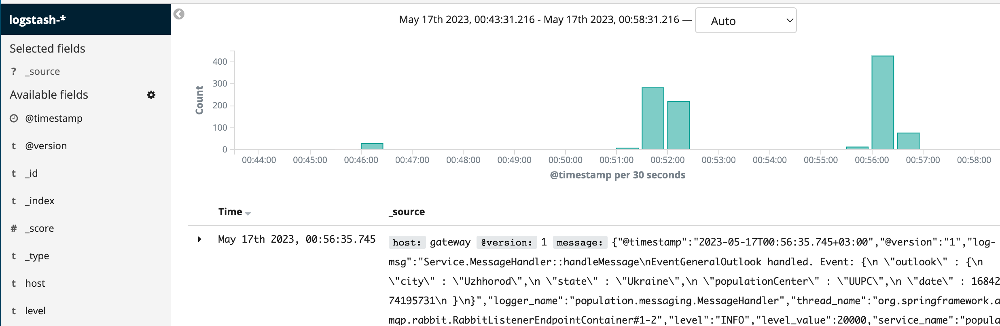 logstash-*
Selected fields
? _source
Available fields
@timestamp
t @version
t _id
t _index
# _score
t _type
t host
t level
May 17th 2023, 00:43:31.216 - May 17th 2023, 00:58:31.216 — Auto
Count
400
300
200
100
0
00:44:00 00:45:00 00:46:00 00:47:00 00:48:00 00:49:00 00:50:00 00:51:00 00:52:00 00:53:00 00:54:00 00:55:00 00:56:00 00:57:00 00:58:00
@timestamp per 30 seconds
Time _source
May 17th 2023, 00:56:35.745 host: gateway @version: 1 message: {"@timestamp":"2023-05-17T00:56:35.745+03:00","@version":"1","log-
msg":"Service.MessageHandler::handleMessage\nEventGeneralOutlook handled. Event: {\n \"outlook\" : {\n
\"city\" : \"Uzhhorod\",\n \"state\" : \"Ukraine\",\n \"populationCenter\" : \"UUPC\",\n \"date\" : 16842
74195731\n }\n}","logger_name":"population.messaging.MessageHandler","thread_name":"org.springframework.a
mqp.rabbit.RabbitListenerEndpointContainer#1-2","level":"INFO","level_value":20000,"service_name":"popula